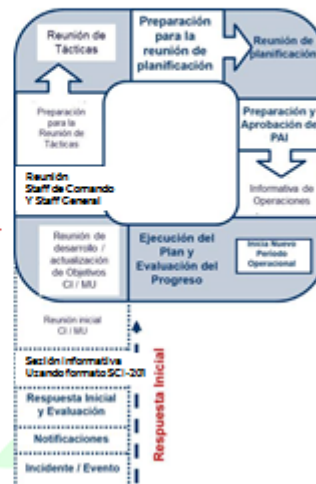 Reunión de
Tácticas
Preparación
para la
reunión de
planificación
Reunión de
planificación
Preparación
para la
Reunión de
Tácticas
Preparación y
Aprobación de
PAI
Reunión
Staff de Comando
Y Staff General
Informativa de
Operaciones
Reunión de
desarrollo /
actualización
de Objetivos
CI / MU
Ejecución del
Plan y
Evaluación del
Progreso
Inicia Nuevo
Periodo
Operacional
Reunión inicial
CI / MU
Sesión Informativa
Usando formato SCI-201
Respuesta Inicial
y Evaluación
Notificaciones
Incidente / Evento
Respuesta Inicial